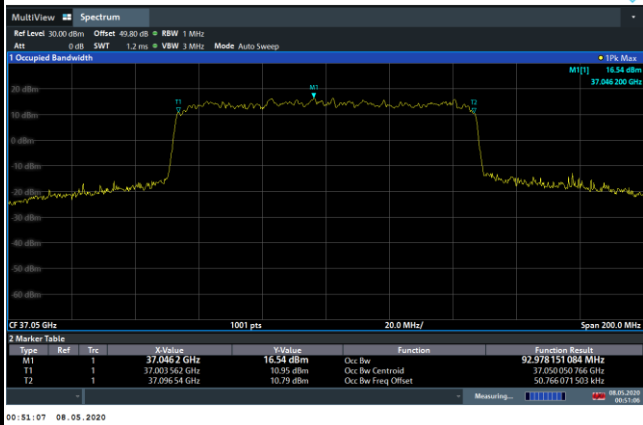 MultiView Spectrum
Ref Level 30.00 dBm Offset 49.80 dB RBW 1 MHz
Att 0 dB SWT 1.2 ms VBW 3 MHz Mode Auto Sweep
1 Occupied Bandwidth 1Pk Max
M1[1] 16.54 dBm
37.046 200 GHz
M1
20 dBm
T1 T2
10 dBm
0 dBm
-10 dBm
-20 dBm
-30 dBm
-40 dBm
-50 dBm
-60 dBm
CF 37.05 GHz 1001 pts 20.0 MHz/ Span 200.0 MHz
2 Marker Table
Type Ref Trc X-Value Y-Value Function Function Result
M1 1 37.046 2 GHz 16.54 dBm Occ Bw 92.978 151 084 MHz
T1 1 37.003 562 GHz 10.95 dBm Occ Bw Centroid 37.050 050 766 GHz
T2 1 37.096 54 GHz 10.79 dBm Occ Bw Freq Offset 50.766 071 503 kHz
Measuring... 08.05.2020
00:51:06
00:51:07 08.05.2020